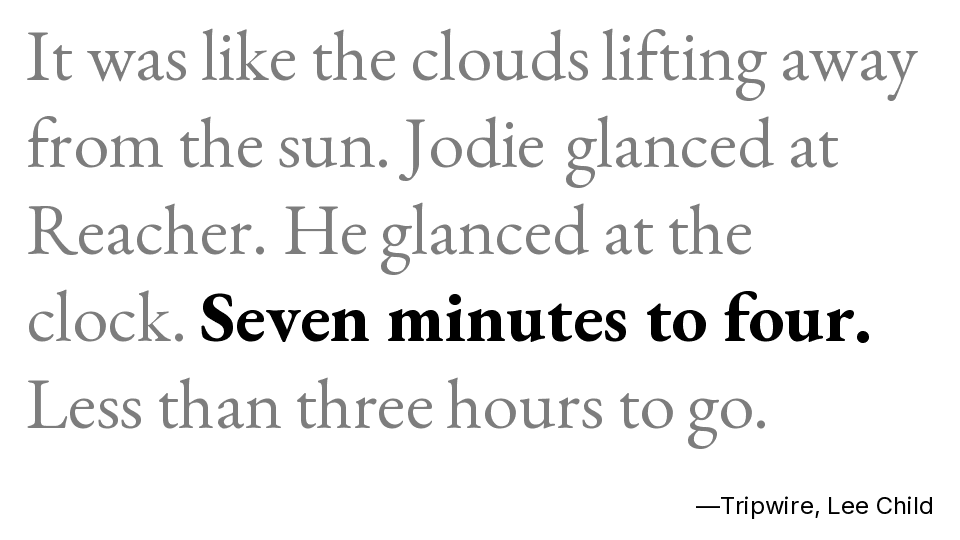 It was like the clouds lifting away
from the sun. Jodie glanced at
Reacher. He glanced at the
clock. Seven minutes to four.
Less than three hours to go.
—Tripwire, Lee Child